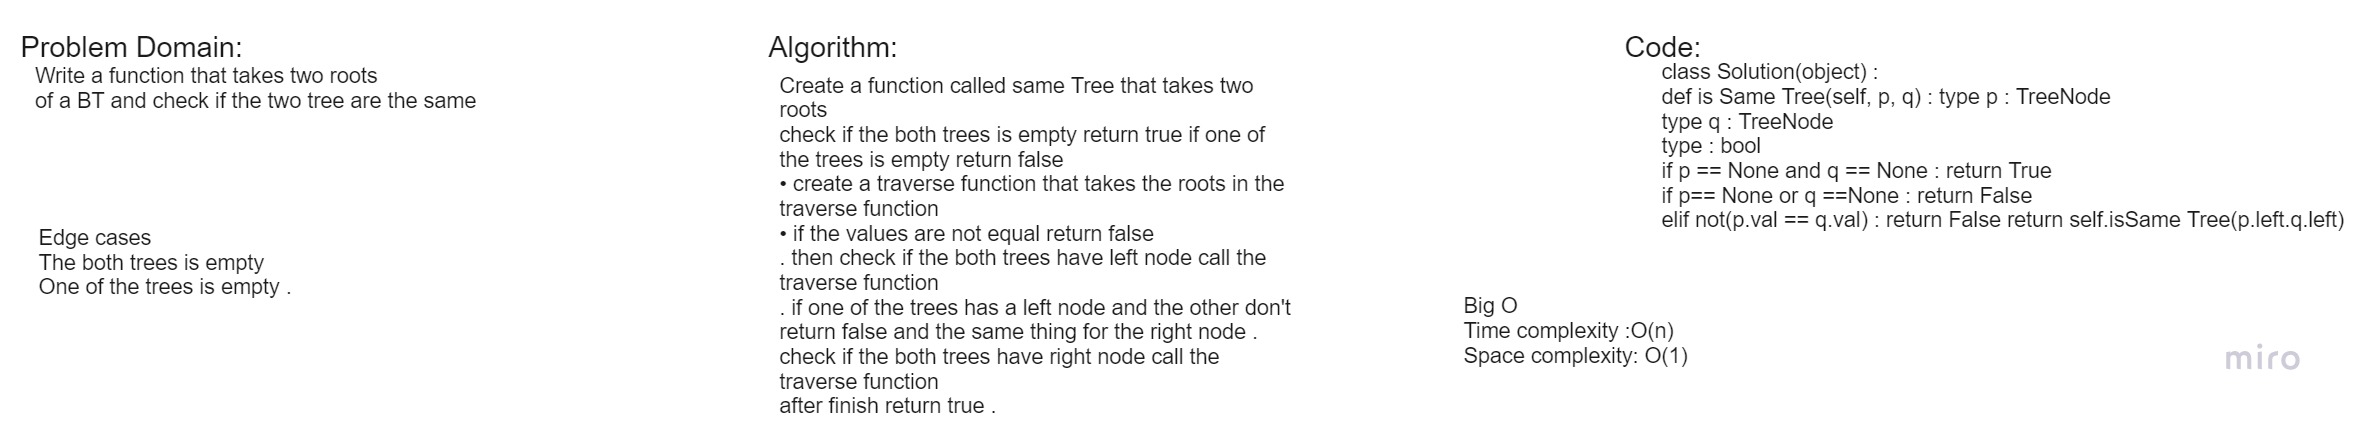 Problem Domain:
Write a function that takes two roots
of a BT and check if the two tree are the same
Edge cases
The both trees is empty
One of the trees is empty .
Algorithm:
Create a function called same Tree that takes two
roots
check if the both trees is empty return true if one of
the trees is empty return false
• create a traverse function that takes the roots in the
traverse function
• if the values are not equal return false
. then check if the both trees have left node call the
traverse function
. if one of the trees has a left node and the other don't
return false and the same thing for the right node .
check if the both trees have right node call the
traverse function
after finish return true .
Code:
class Solution(object) :
def is Same Tree(self, p, q) : type p : TreeNode
type q : TreeNode
type : bool
if p == None and q == None : return True
if p== None or q ==None : return False
elif not(p.val == q.val) : return False return self.isSame Tree(p.left.q.left)
Big O
Time complexity :O(n)
Space complexity: O(1)
miro